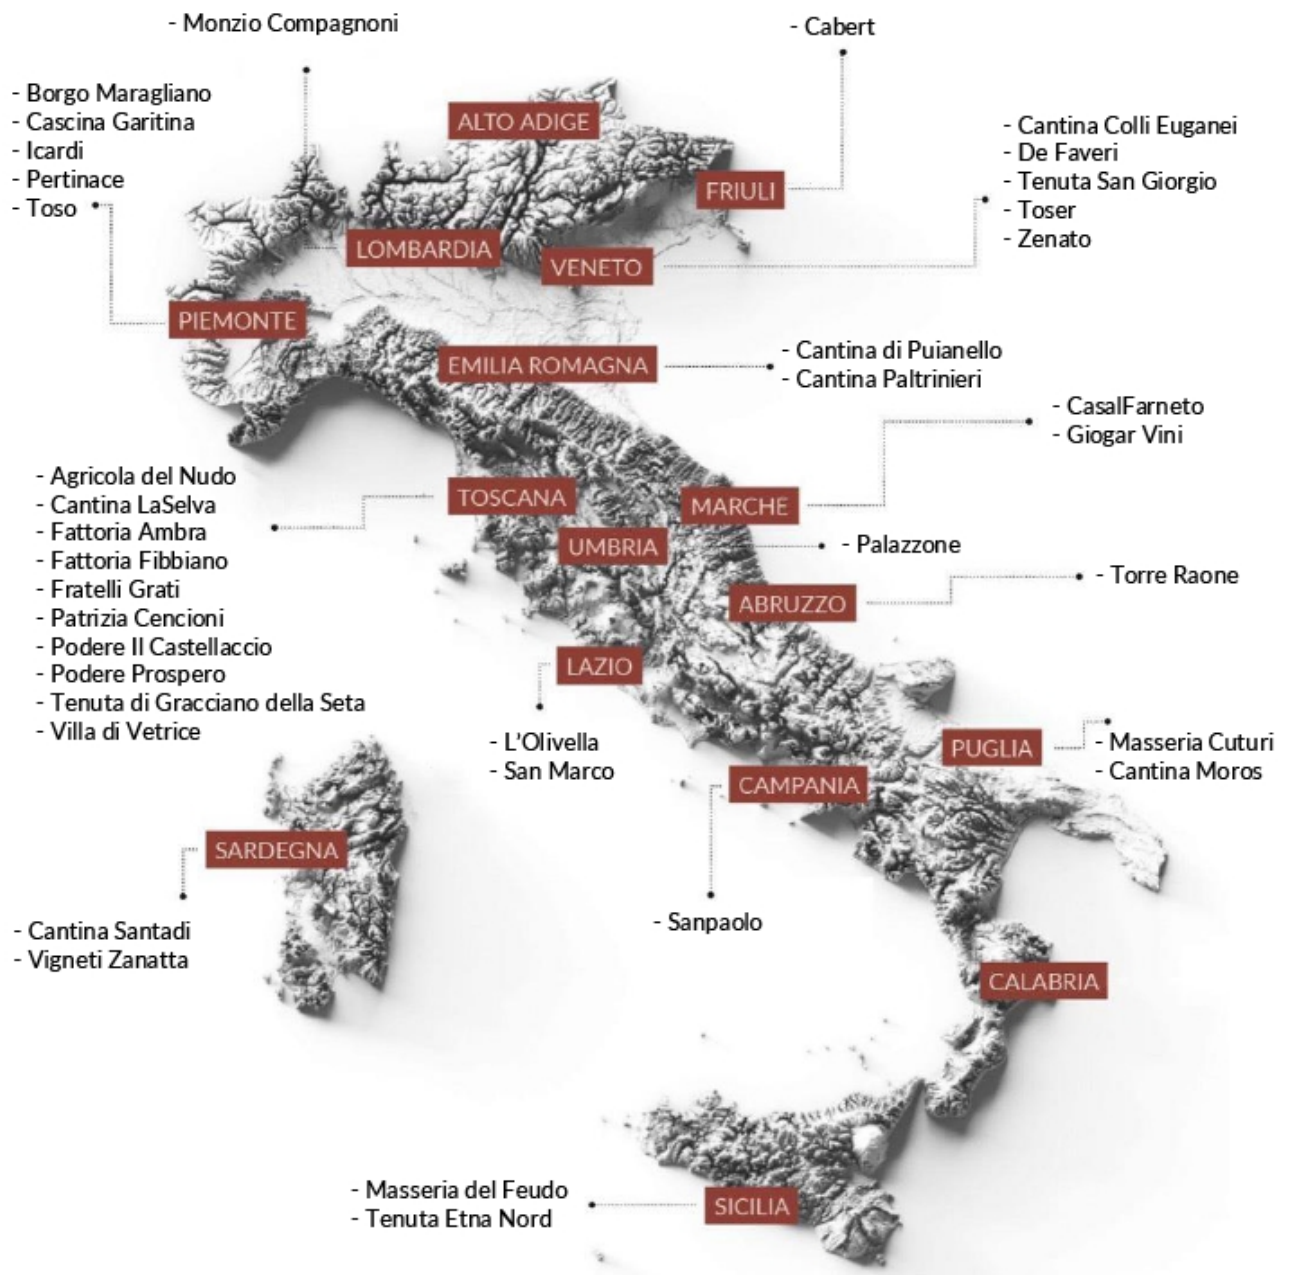 - Monzio Compagnoni
- Cabert
- Borgo Maragliano
- Cascina Garitina
- Icardi
- Pertinace
- Toso
ALTO ADIGE
- Cantina Colli Euganei
- De Faveri
- Tenuta San Giorgio
- Toser
- Zenato
FRIULI
LOMBARDIA
VENETO
PIEMONTE
EMILIA ROMAGNA
- Cantina di Puianello
- Cantina Paltrinieri
- CasalFarneto
- Giogar Vini
- Agricola del Nudo
- Cantina LaSelva
- Fattoria Ambra
- Fattoria Fibbiano
- Fratelli Grati
- Patrizia Cencioni
- Podere Il Castellaccio
- Podere Prospero
- Tenuta di Gracciano della Seta
- Villa di Vetrice
TOSCANA
MARCHE
UMBRIA
- Palazzone
- Torre Raone
ABRUZZO
LAZIO
- L'Olivella
- San Marco
PUGLIA
- Masseria Cuturi
- Cantina Moros
CAMPANIA
SARDEGNA
- Cantina Santadi
- Vigneti Zanatta
- Sanpaolo
CALABRIA
- Masseria del Feudo
- Tenuta Etna Nord
SICILIA